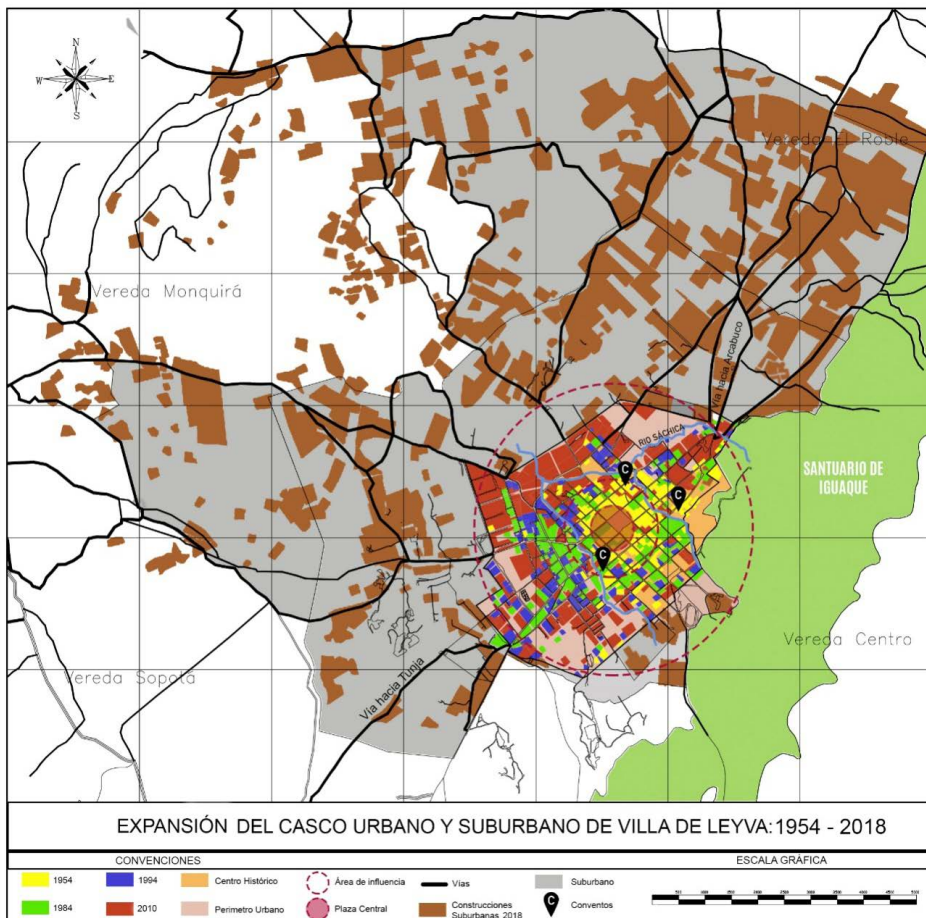 N
W E
S
Vereda El Roble
Vereda Monquirá
Vía hacia Arcabuco
RIO SÁCHICA
C
C
SANTUARIO DE
IGUAQUE
C
Vereda Centro
Vereda Sopotá
Vía hacia Tunja
EXPANSIÓN DEL CASCO URBANO Y SUBURBANO DE VILLA DE LEYVA: 1954 - 2018
CONVENCIONES
ESCALA GRÁFICA
1954
1994
Centro Histórico
Área de influencia
Vías
Suburbano
1984
2010
Perimetro Urbano
Plaza Central
Construcciones
Suburbanas 2018
C
Conventos